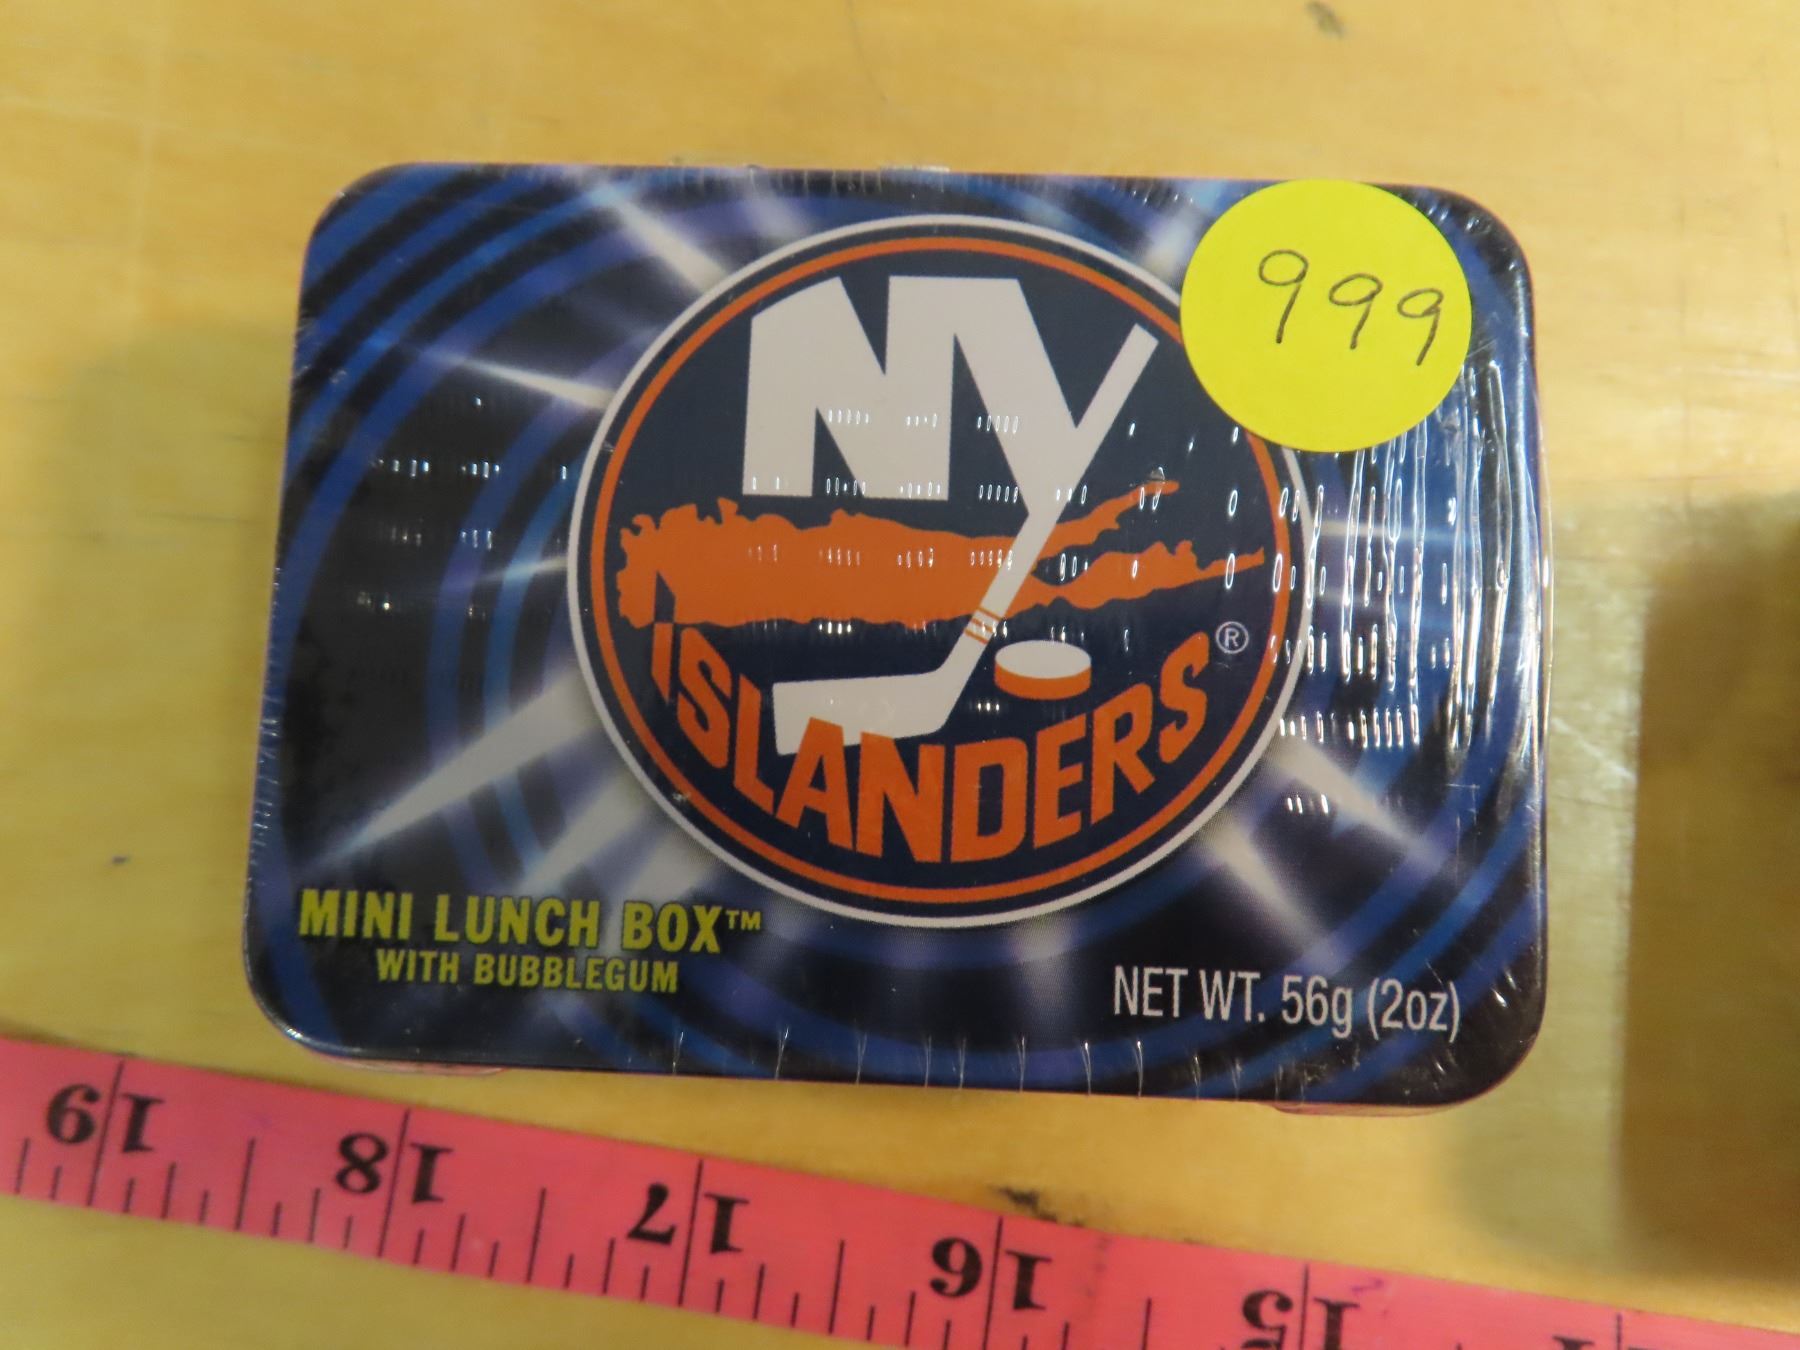 999
NY
ISLANDERS®
MINI LUNCH BOX™
WITH BUBBLEGUM
NET WT. 56g (2oz)
19
18
17
16
15